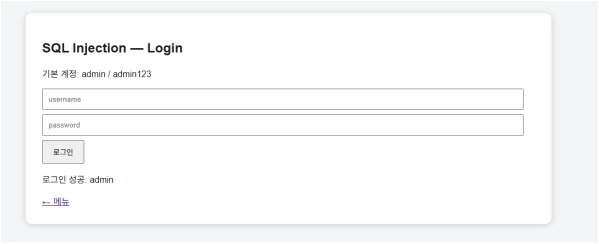 SQL Injection — Login
기본 계정: admin / admin123
username
password
로그인
로그인 성공: admin
← 메뉴